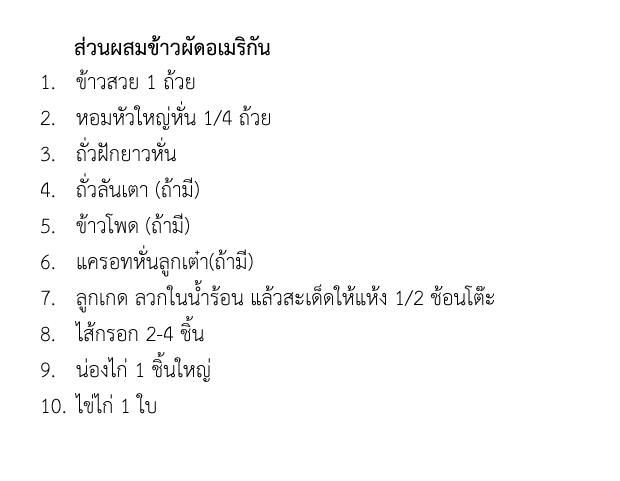 ส่วนผสมข้าวผัดอเมริกัน
1. ข้าวสวย 1 ถ้วย
2. หอมหัวใหญ่หั่น 1/4 ถ้วย
3. ถั่วฝักยาวหั่น
4. ถั่วลันเตา (ถ้ามี)
5. ข้าวโพด (ถ้ามี)
6. แครอทหั่นลูกเต๋า(ถ้ามี)
7. ลูกเกด ลวกในน้ำร้อน แล้วสะเด็ดให้แห้ง 1/2 ช้อนโต๊ะ
8. ไส้กรอก 2-4 ชิ้น
9. น่องไก่ 1 ชิ้นใหญ่
10. ไข่ไก่ 1 ใบ